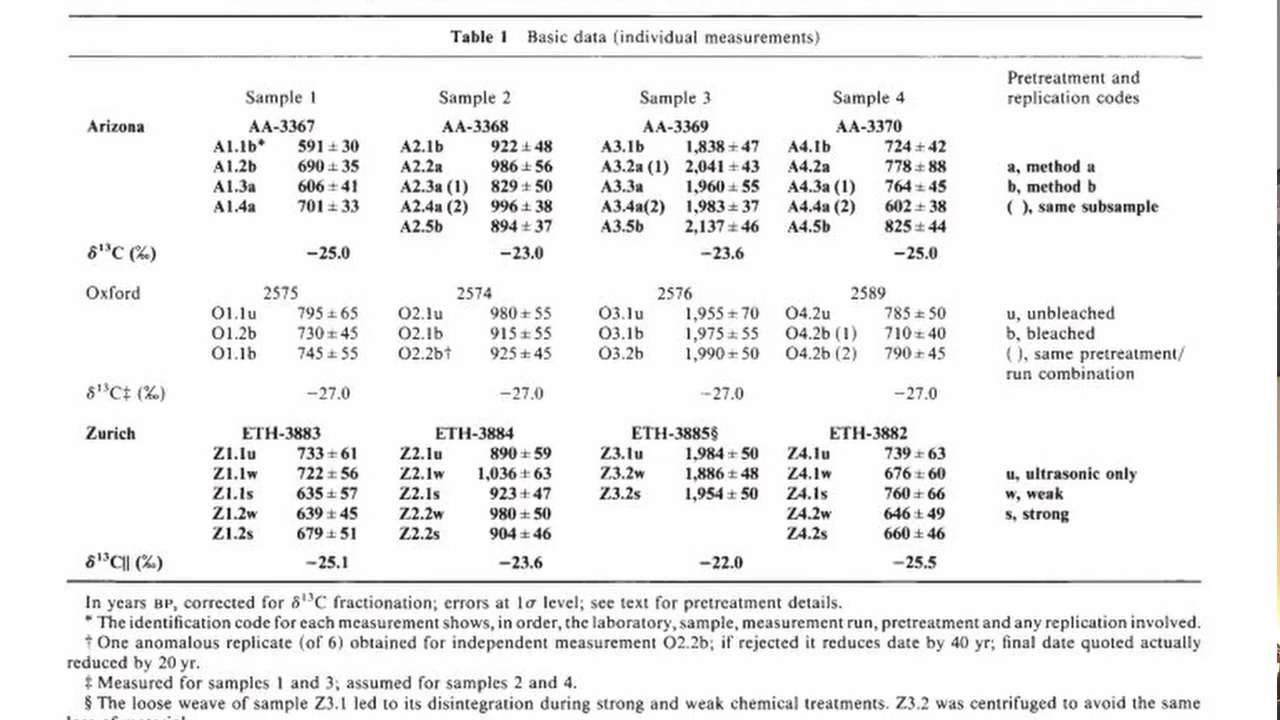 Table 1 Basic data (individual measurements)
Pretreatment and
Sample 1 Sample 2 Sample 3 Sample 4 replication codes
Arizona AA-3367 AA-3368 AA-3369 AA-3370
A1.1b* 591 ± 30 A2.1b 922 ± 48 A3.1b 1,838 ± 47 A4.1b 724 ± 42
A1.2b 690 ± 35 A2.2a 986 ± 56 A3.2a (1) 2,041 ± 43 A4.2a 778 ± 88 a, method a
A1.3a 606 ± 41 A2.3a (1) 829 ± 50 A3.3a 1,960 ± 55 A4.3a (1) 764 ± 45 b, method b
A1.4a 701 ± 33 A2.4a (2) 996 ± 38 A3.4a(2) 1,983 ± 37 A4.4a (2) 602 ± 38 ( ), same subsample
A2.5b 894 ± 37 A3.5b 2,137 ± 46 A4.5b 825 ± 44
δ¹³C (‰) −25.0 −23.0 −23.6 −25.0
Oxford 2575 2574 2576 2589
O1.1u 795 ± 65 O2.1u 980 ± 55 O3.1u 1,955 ± 70 O4.2u 785 ± 50 u, unbleached
O1.2b 730 ± 45 O2.1b 915 ± 55 O3.1b 1,975 ± 55 O4.2b (1) 710 ± 40 b, bleached
O1.1b 745 ± 55 O2.2b† 925 ± 45 O3.2b 1,990 ± 50 O4.2b (2) 790 ± 45 ( ), same pretreatment/
run combination
δ¹³C‡ (‰) −27.0 −27.0 −27.0 −27.0
Zurich ETH-3883 ETH-3884 ETH-3885§ ETH-3882
Z1.1u 733 ± 61 Z2.1u 890 ± 59 Z3.1u 1,984 ± 50 Z4.1u 739 ± 63
Z1.1w 722 ± 56 Z2.1w 1,036 ± 63 Z3.2w 1,886 ± 48 Z4.1w 676 ± 60 u, ultrasonic only
Z1.1s 635 ± 57 Z2.1s 923 ± 47 Z3.2s 1,954 ± 50 Z4.1s 760 ± 66 w, weak
Z1.2w 639 ± 45 Z2.2w 980 ± 50 Z4.2w 646 ± 49 s, strong
Z1.2s 679 ± 51 Z2.2s 904 ± 46 Z4.2s 660 ± 46
δ¹³C‖ (‰) −25.1 −23.6 −22.0 −25.5
In years BP, corrected for δ¹³C fractionation; errors at 1σ level; see text for pretreatment details.
* The identification code for each measurement shows, in order, the laboratory, sample, measurement run, pretreatment and any replication involved.
† One anomalous replicate (of 6) obtained for independent measurement O2.2b; if rejected it reduces date by 40 yr; final date quoted actually
reduced by 20 yr.
‡ Measured for samples 1 and 3; assumed for samples 2 and 4.
§ The loose weave of sample Z3.1 led to its disintegration during strong and weak chemical treatments. Z3.2 was centrifuged to avoid the same